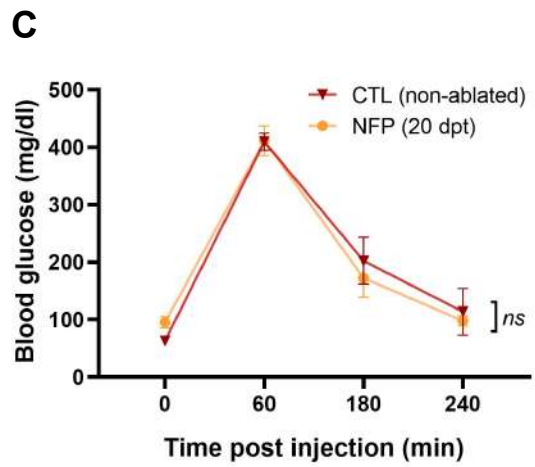 C
500
400
300
200
100
0
Blood glucose (mg/dl)
CTL (non-ablated)
NFP (20 dpt)
ns
0 60 180 240
Time post injection (min)